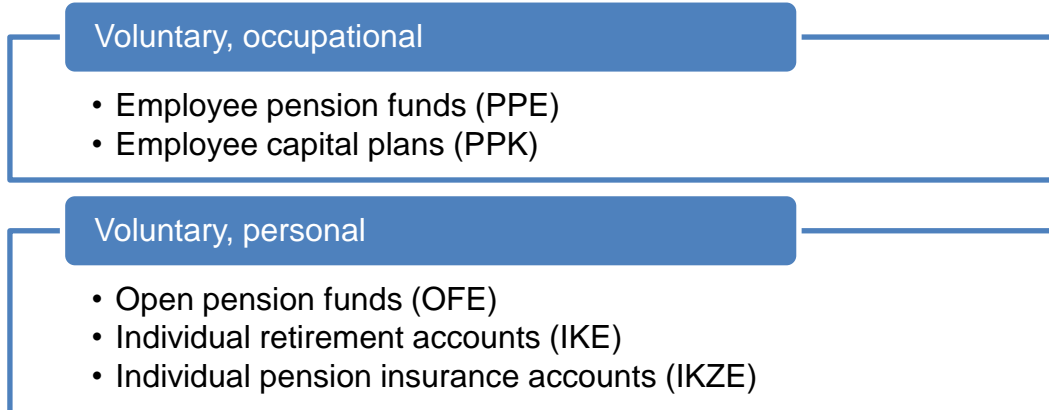 Voluntary, occupational
• Employee pension funds (PPE)
• Employee capital plans (PPK)
Voluntary, personal
• Open pension funds (OFE)
• Individual retirement accounts (IKE)
• Individual pension insurance accounts (IKZE)